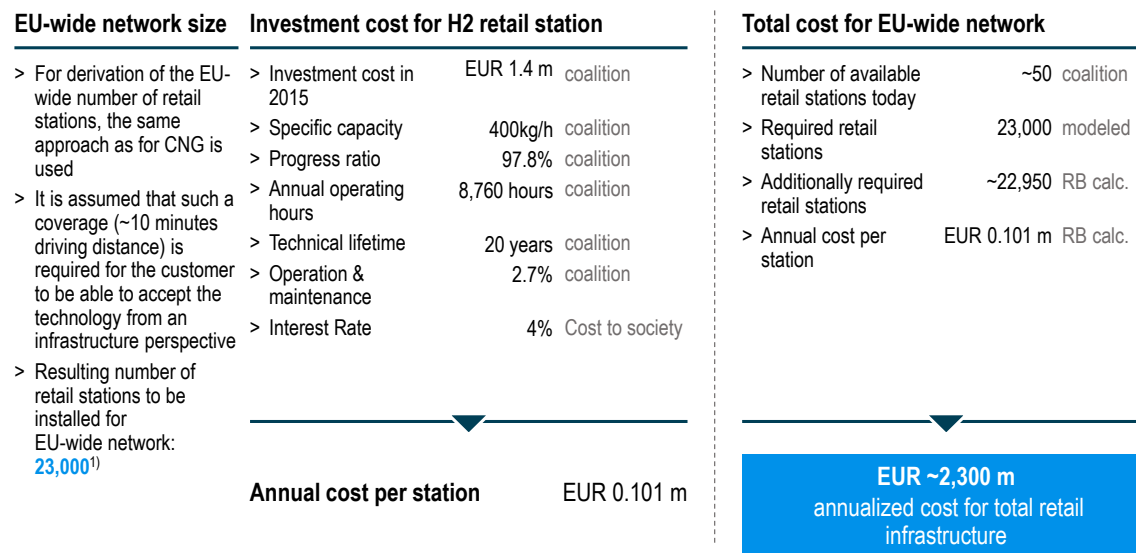 EU-wide network size
> For derivation of the EU-
wide number of retail
stations, the same
approach as for CNG is
used
> It is assumed that such a
coverage (~10 minutes
driving distance) is
required for the customer
to be able to accept the
technology from an
infrastructure perspective
> Resulting number of
retail stations to be
installed for
EU-wide network:
23,000¹⁾
Investment cost for H2 retail station
> Investment cost in EUR 1.4 m coalition
2015
> Specific capacity 400kg/h coalition
> Progress ratio 97.8% coalition
> Annual operating 8,760 hours coalition
hours
> Technical lifetime 20 years coalition
> Operation & 2.7% coalition
maintenance
> Interest Rate 4% Cost to society
Annual cost per station EUR 0.101 m
Total cost for EU-wide network
> Number of available ~50 coalition
retail stations today
> Required retail 23,000 modeled
stations
> Additionally required ~22,950 RB calc.
retail stations
> Annual cost per EUR 0.101 m RB calc.
station
EUR ~2,300 m
annualized cost for total retail
infrastructure